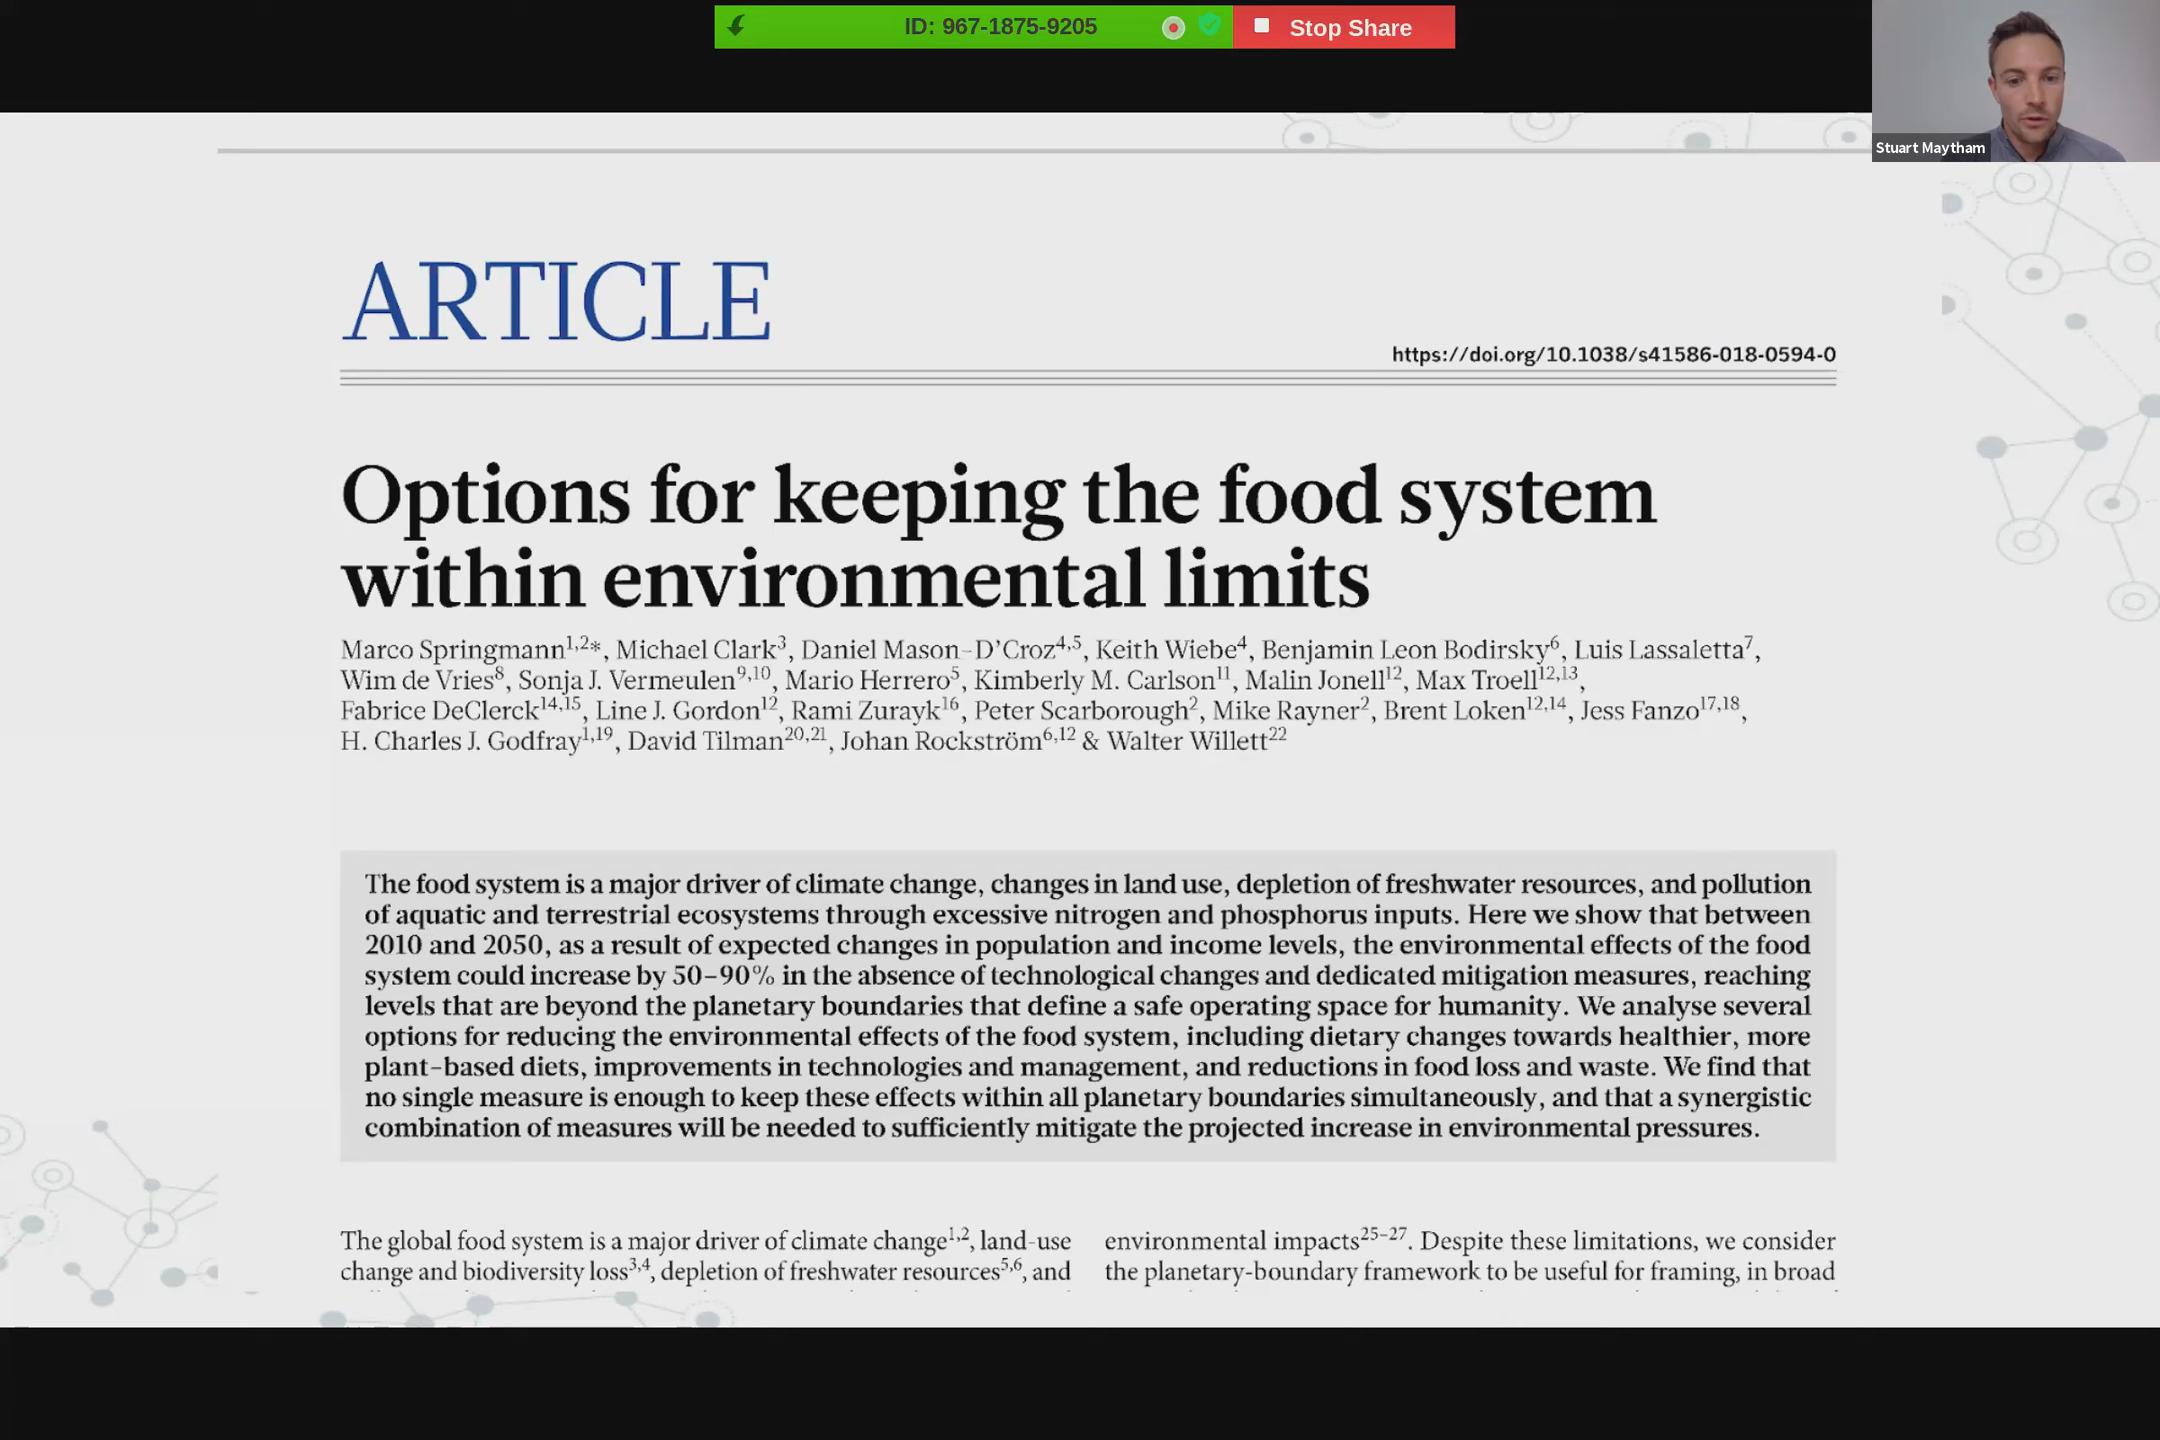 ID: 967-1875-9205
Stop Share
Stuart Maytham
ARTICLE
https://doi.org/10.1038/s41586-018-0594-0
Options for keeping the food system
within environmental limits
Marco Springmann1,2*, Michael Clark3, Daniel Mason-D’Croz4,5, Keith Wiebe4, Benjamin Leon Bodirsky6, Luis Lassaletta7,
Wim de Vries8, Sonja J. Vermeulen9,10, Mario Herrero5, Kimberly M. Carlson11, Malin Jonell12, Max Troell12,13,
Fabrice DeClerck14,15, Line J. Gordon12, Rami Zurayk16, Peter Scarborough2, Mike Rayner2, Brent Loken12,14, Jess Fanzo17,18,
H. Charles J. Godfray1,19, David Tilman20,21, Johan Rockström6,12 & Walter Willett22
The food system is a major driver of climate change, changes in land use, depletion of freshwater resources, and pollution
of aquatic and terrestrial ecosystems through excessive nitrogen and phosphorus inputs. Here we show that between
2010 and 2050, as a result of expected changes in population and income levels, the environmental effects of the food
system could increase by 50–90% in the absence of technological changes and dedicated mitigation measures, reaching
levels that are beyond the planetary boundaries that define a safe operating space for humanity. We analyse several
options for reducing the environmental effects of the food system, including dietary changes towards healthier, more
plant-based diets, improvements in technologies and management, and reductions in food loss and waste. We find that
no single measure is enough to keep these effects within all planetary boundaries simultaneously, and that a synergistic
combination of measures will be needed to sufficiently mitigate the projected increase in environmental pressures.
The global food system is a major driver of climate change1,2, land-use
change and biodiversity loss3,4, depletion of freshwater resources5,6, and
environmental impacts25–27. Despite these limitations, we consider
the planetary-boundary framework to be useful for framing, in broad